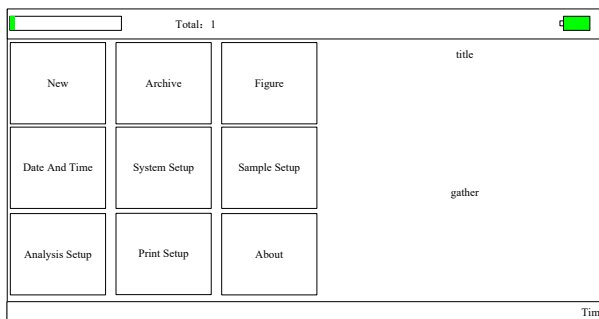 Total：1
title
New
Archive
Figure
Date And Time
System Setup
Sample Setup
gather
Analysis Setup
Print Setup
About
Tim